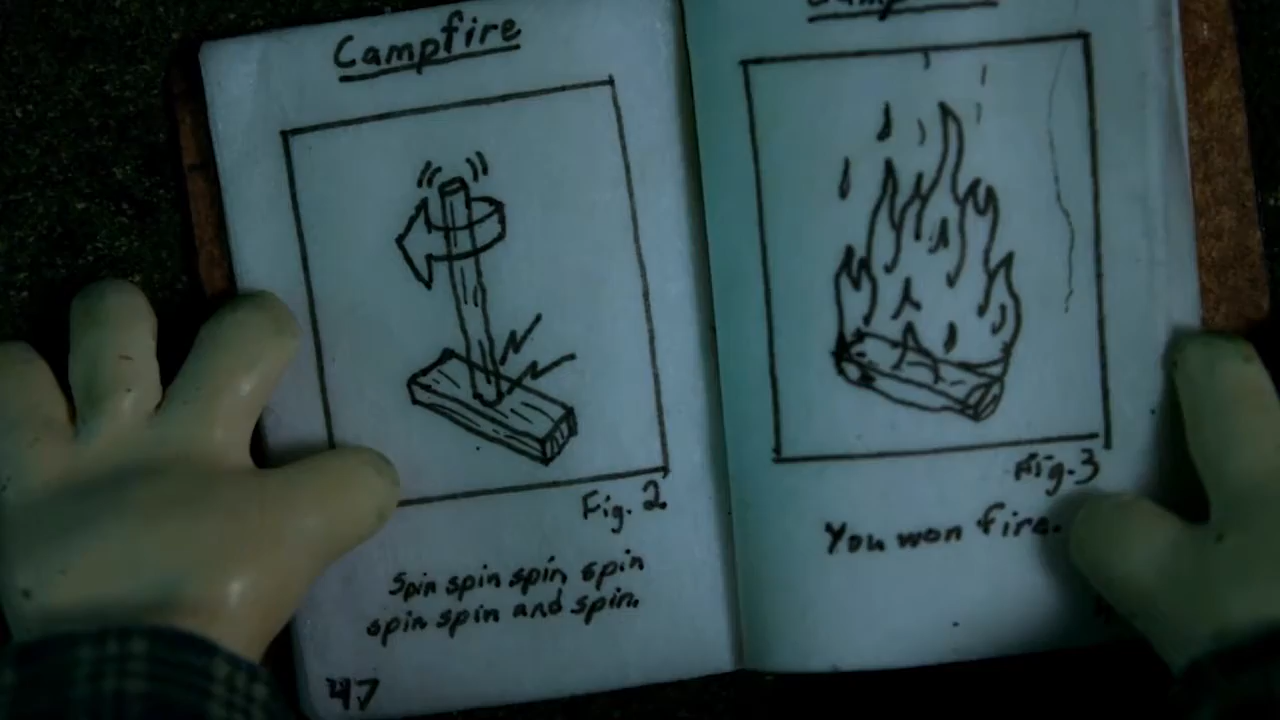 Campfire
Fig. 2
Spin spin spin spin
spin spin and spin.
47
Fig. 3
You won fire.